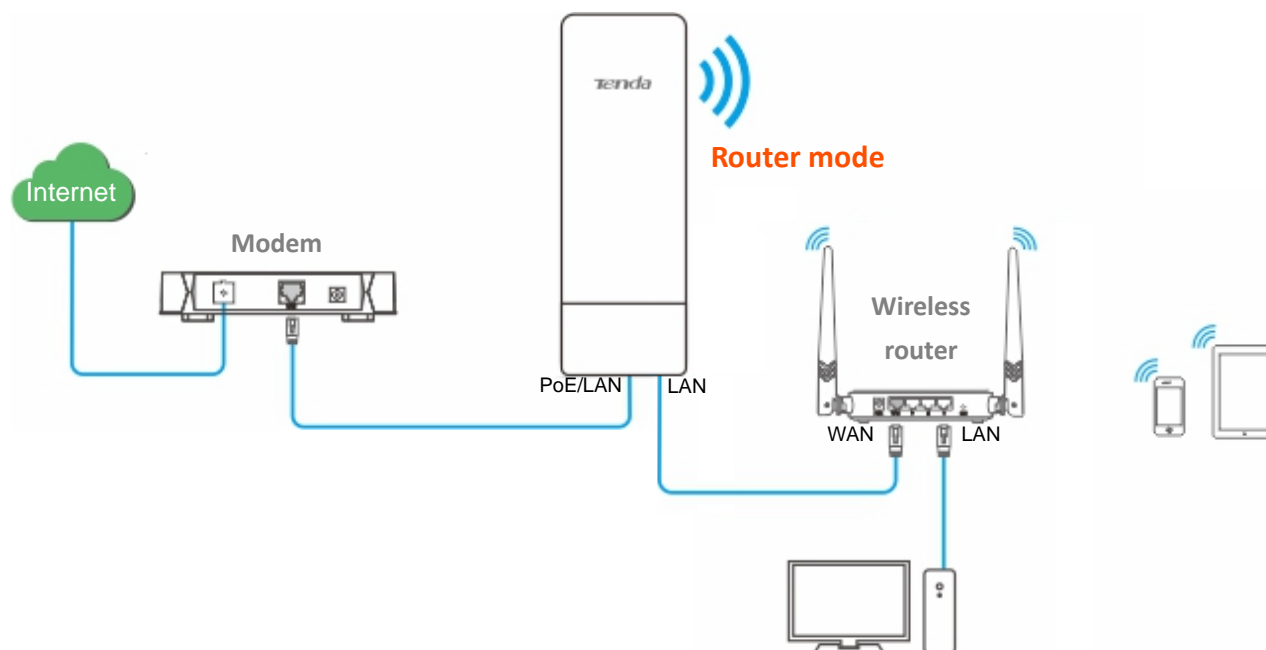 Tenda
Router mode
Internet
Modem
Wireless
router
PoE/LAN
LAN
WAN
LAN